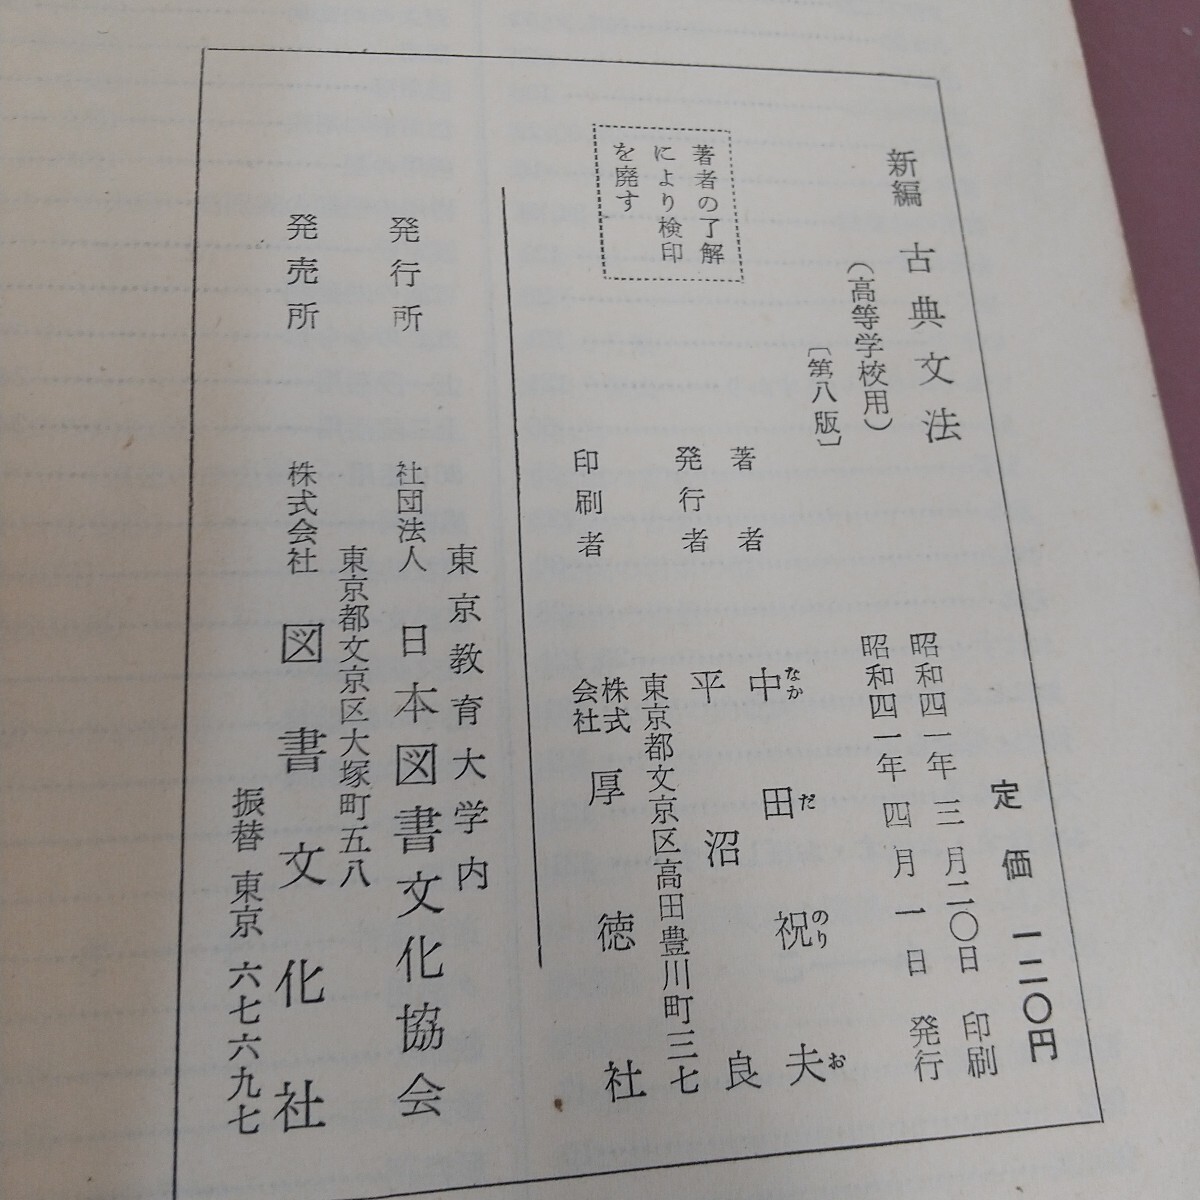 新編 古典文法
（高等学校用）
〔第八版〕
定価 一二〇円
昭和四一年三月二〇日 印刷
昭和四一年四月一日 発行
著者の了解
により検印
を廃す
著者 中田祝夫
なか だ のり お
発行者 平沼良
東京都文京区高田豊川町三七
印刷者 株式会社 厚徳社
東京教育大学内
発行所 社団法人 日本図書文化協会
東京都文京区大塚町五八
発売所 株式会社 図書文化社
振替 東京 六七六九七